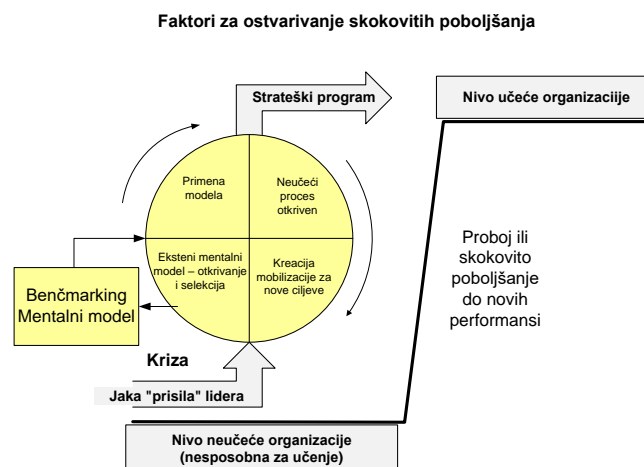 Faktori za ostvarivanje skokovitih poboljšanja
Strateški program
Nivo učeće organizaciije
Primena
modela
Neučeći
proces
otkriven
Eksteni mentalni
model – otkrivanje
i selekcija
Kreacija
mobilizacije za
nove ciljeve
Benčmarking
Mentalni model
Proboj ili
skokovito
poboljšanje
do novih
performansi
Kriza
Jaka "prisila" lidera
Nivo neučeće organizacije
(nesposobna za učenje)